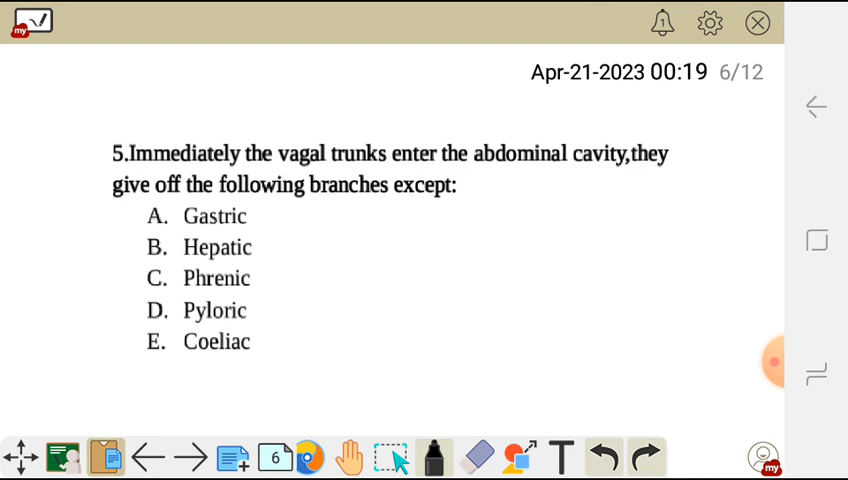 my
1
Apr-21-2023 00:19 6/12
5.Immediately the vagal trunks enter the abdominal cavity,they
give off the following branches except:
A. Gastric
B. Hepatic
C. Phrenic
D. Pyloric
E. Coeliac
6
T
my